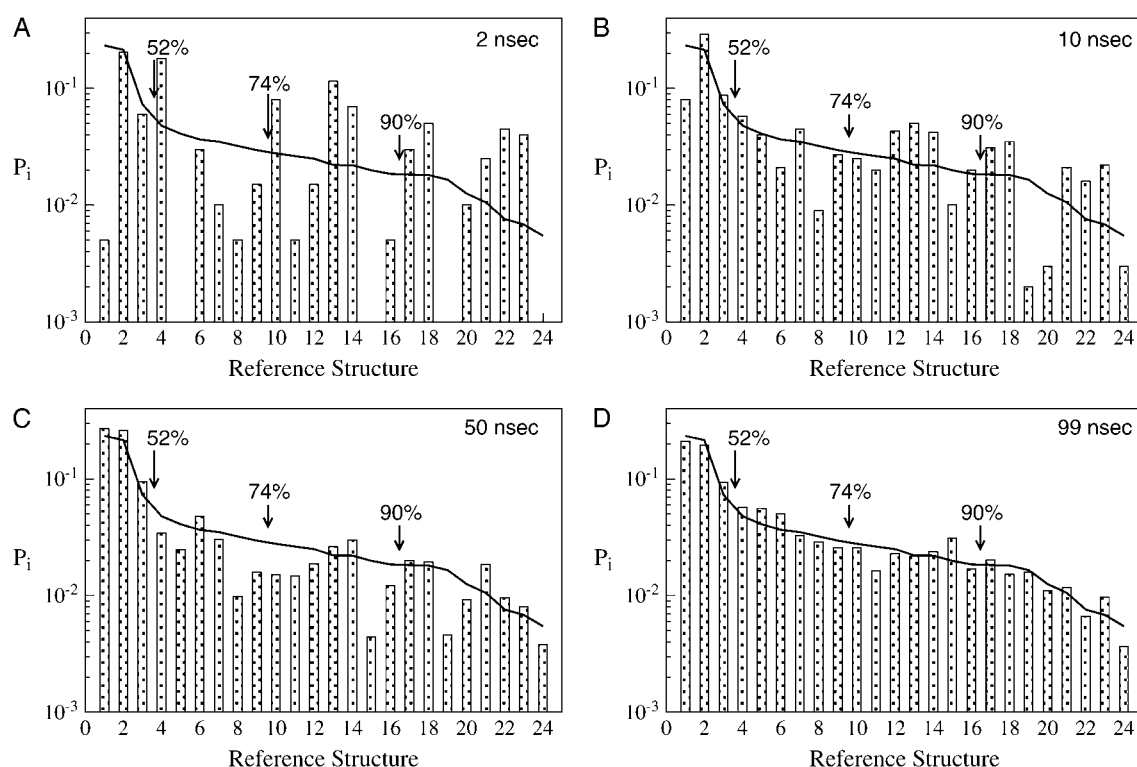 A
2 nsec
52%
74%
90%
10⁻¹
10⁻²
10⁻³
Pᵢ
0 2 4 6 8 10 12 14 16 18 20 22 24
Reference Structure
B
10 nsec
52%
74%
90%
10⁻¹
10⁻²
10⁻³
Pᵢ
0 2 4 6 8 10 12 14 16 18 20 22 24
Reference Structure
C
50 nsec
52%
74%
90%
10⁻¹
10⁻²
10⁻³
Pᵢ
0 2 4 6 8 10 12 14 16 18 20 22 24
Reference Structure
D
99 nsec
52%
74%
90%
10⁻¹
10⁻²
10⁻³
Pᵢ
0 2 4 6 8 10 12 14 16 18 20 22 24
Reference Structure